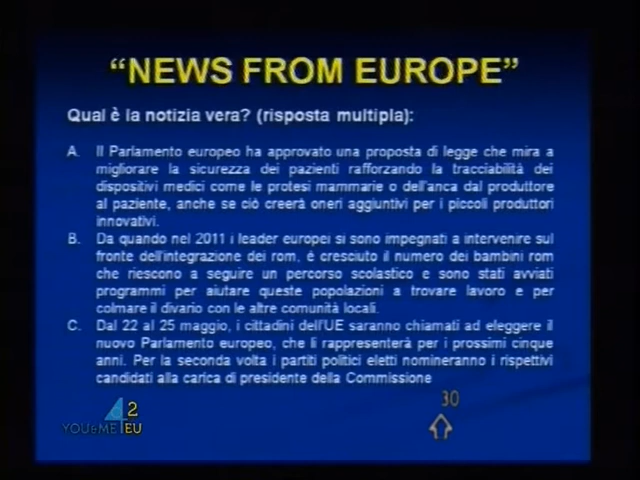 “NEWS FROM EUROPE”
Qual è la notizia vera? (risposta multipla):
A. Il Parlamento europeo ha approvato una proposta di legge che mira a
migliorare la sicurezza dei pazienti rafforzando la tracciabilità dei
dispositivi medici come le protesi mammarie o dell'anca dal produttore
al paziente, anche se ciò creerà oneri aggiuntivi per i piccoli produttori
innovativi.
B. Da quando nel 2011 i leader europei si sono impegnati a intervenire sul
fronte dell'integrazione dei rom, è cresciuto il numero dei bambini rom
che riescono a seguire un percorso scolastico e sono stati avviati
programmi per aiutare queste popolazioni a trovare lavoro e per
colmare il divario con le altre comunità locali.
C. Dal 22 al 25 maggio, i cittadini dell'UE saranno chiamati ad eleggere il
nuovo Parlamento europeo, che li rappresenterà per i prossimi cinque
anni. Per la seconda volta i partiti politici eletti nomineranno i rispettivi
candidati alla carica di presidente della Commissione
30
42
YOU&ME4EU